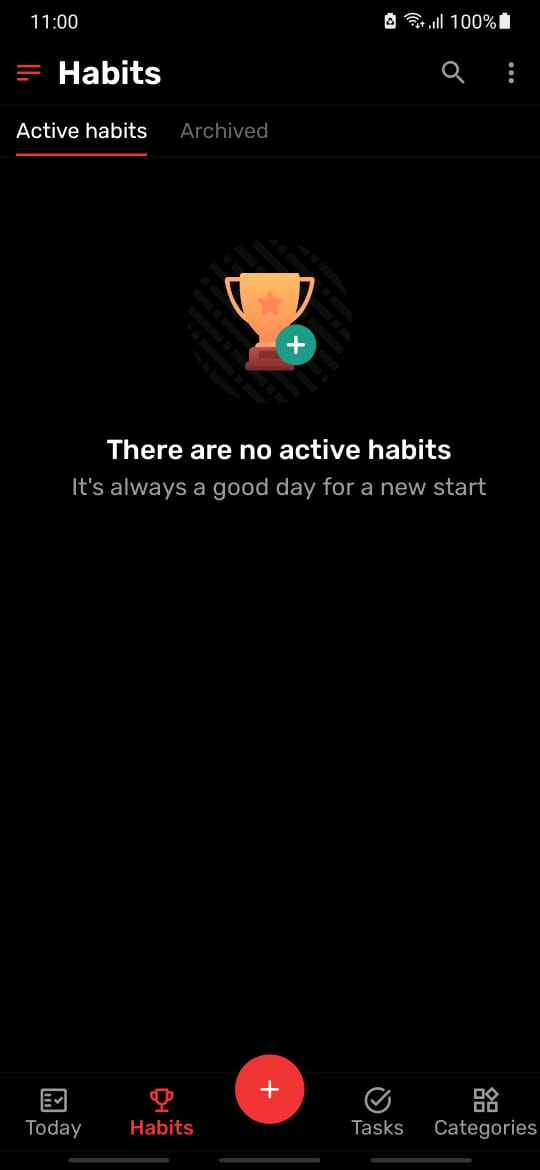 11:00
100%
Habits
Active habits
Archived
There are no active habits
It's always a good day for a new start
Today
Habits
Tasks
Categories